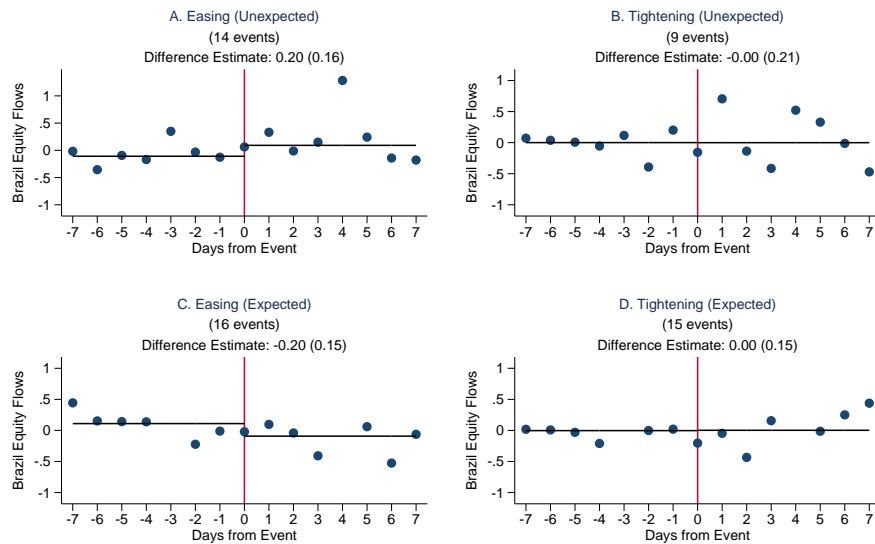 A. Easing (Unexpected)
(14 events)
Difference Estimate: 0.20 (0.16)
Brazil Equity Flows
1
.5
0
-.5
-1
-7 -6 -5 -4 -3 -2 -1 0 1 2 3 4 5 6 7
Days from Event
B. Tightening (Unexpected)
(9 events)
Difference Estimate: -0.00 (0.21)
Brazil Equity Flows
1
.5
0
-.5
-1
-7 -6 -5 -4 -3 -2 -1 0 1 2 3 4 5 6 7
Days from Event
C. Easing (Expected)
(16 events)
Difference Estimate: -0.20 (0.15)
Brazil Equity Flows
1
.5
0
-.5
-1
-7 -6 -5 -4 -3 -2 -1 0 1 2 3 4 5 6 7
Days from Event
D. Tightening (Expected)
(15 events)
Difference Estimate: 0.00 (0.15)
Brazil Equity Flows
1
.5
0
-.5
-1
-7 -6 -5 -4 -3 -2 -1 0 1 2 3 4 5 6 7
Days from Event